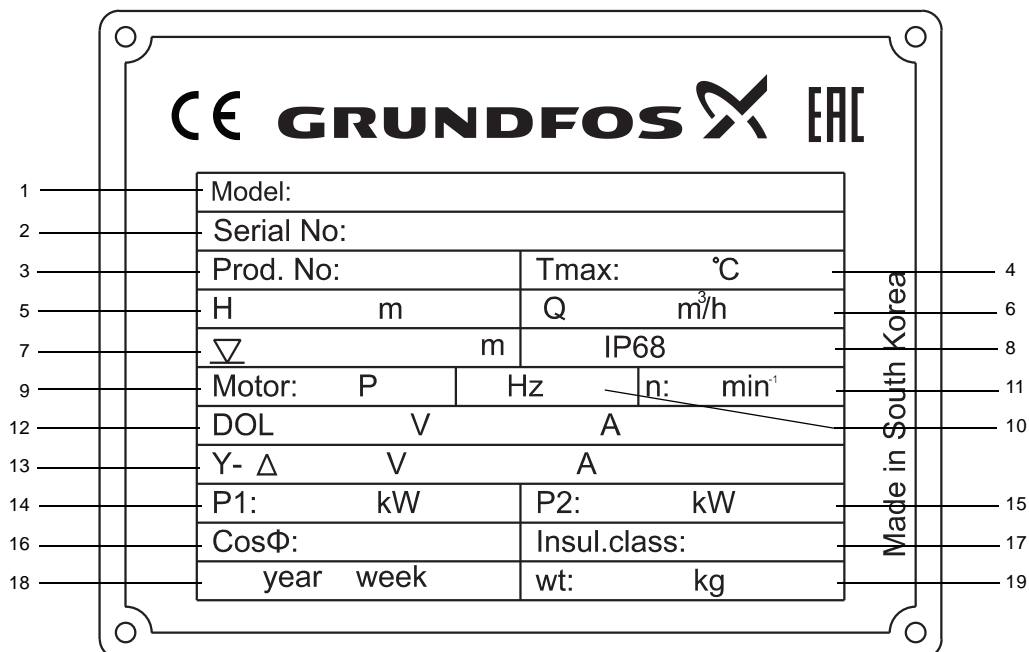 CE GRUNDFOS EAC
1 Model:
2 Serial No:
3 Prod. No: Tmax: °C 4
5 H m Q m³/h 6
7 ▽ m IP68 8
9 Motor: P Hz n: min⁻¹ 11
12 DOL V A 10
13 Y- Δ V A
14 P1: kW P2: kW 15
16 CosΦ: Insul.class: 17
18 year week wt: kg 19
Made in South Korea